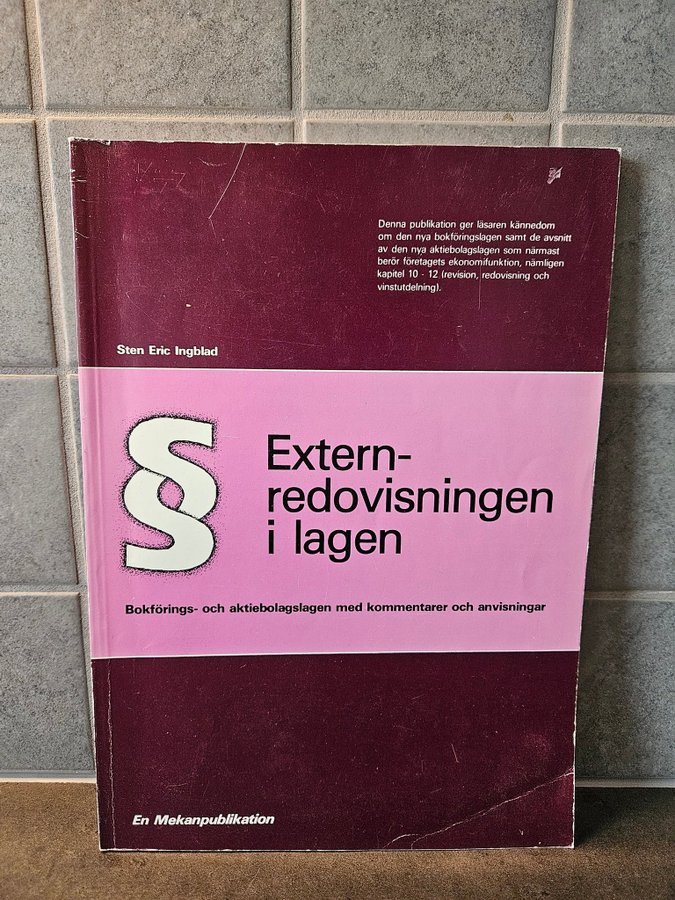 Denna publikation ger läsaren kännedom
om den nya bokföringslagen samt de avsnitt
av den nya aktiebolagslagen som närmast
berör företagets ekonomifunktion, nämligen
kapitel 10 - 12 (revision, redovisning och
vinstutdelning).
Sten Eric Ingblad
§
Extern-
redovisningen
i lagen
Bokförings- och aktiebolagslagen med kommentarer och anvisningar
En Mekanpublikation